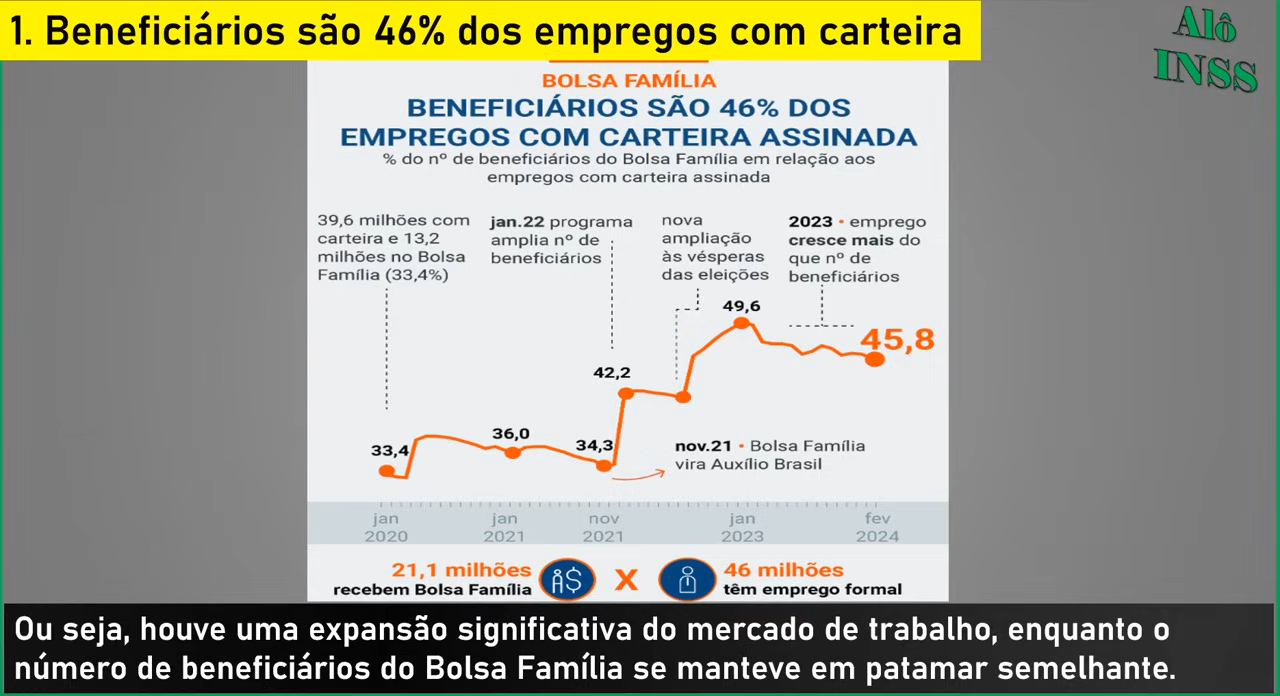 1. Beneficiários são 46% dos empregos com carteira
Alô
INSS
BOLSA FAMÍLIA
BENEFICIÁRIOS SÃO 46% DOS
EMPREGOS COM CARTEIRA ASSINADA
% do nº de beneficiários do Bolsa Família em relação aos
empregos com carteira assinada
39,6 milhões com
carteira e 13,2
milhões no Bolsa
Família (33,4%)
jan.22 programa
amplia nº de
beneficiários
nova
ampliação
às vésperas
das eleições
2023 • emprego
cresce mais do
que nº de
beneficiários
33,4
36,0
34,3
42,2
49,6
45,8
nov.21 • Bolsa Família
vira Auxílio Brasil
jan
2020
jan
2021
nov
2021
jan
2023
fev
2024
21,1 milhões
recebem Bolsa Família
$
X
46 milhões
têm emprego formal
Ou seja, houve uma expansão significativa do mercado de trabalho, enquanto o
número de beneficiários do Bolsa Família se manteve em patamar semelhante.